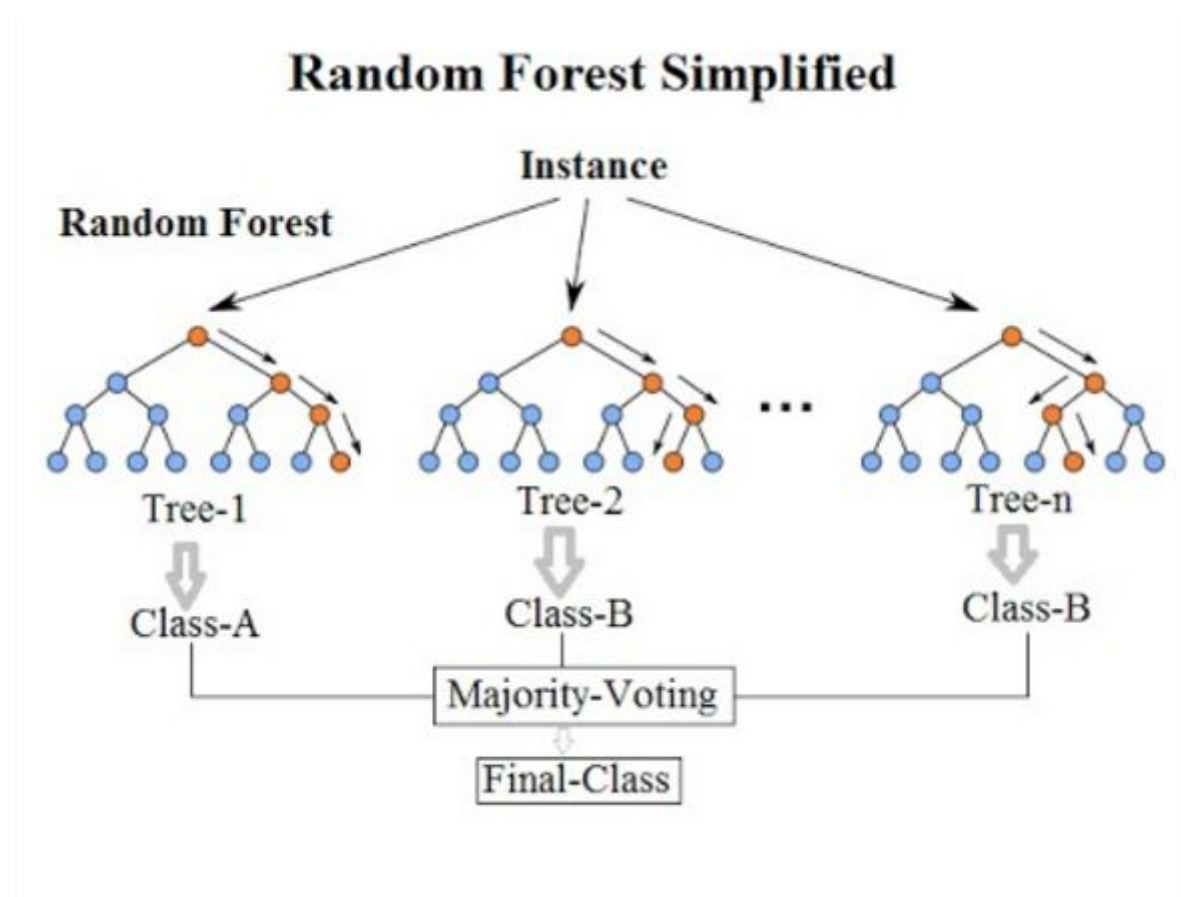 Random Forest Simplified
Instance
Random Forest
...
Tree-1
Tree-2
Tree-n
Class-A
Class-B
Class-B
Majority-Voting
Final-Class